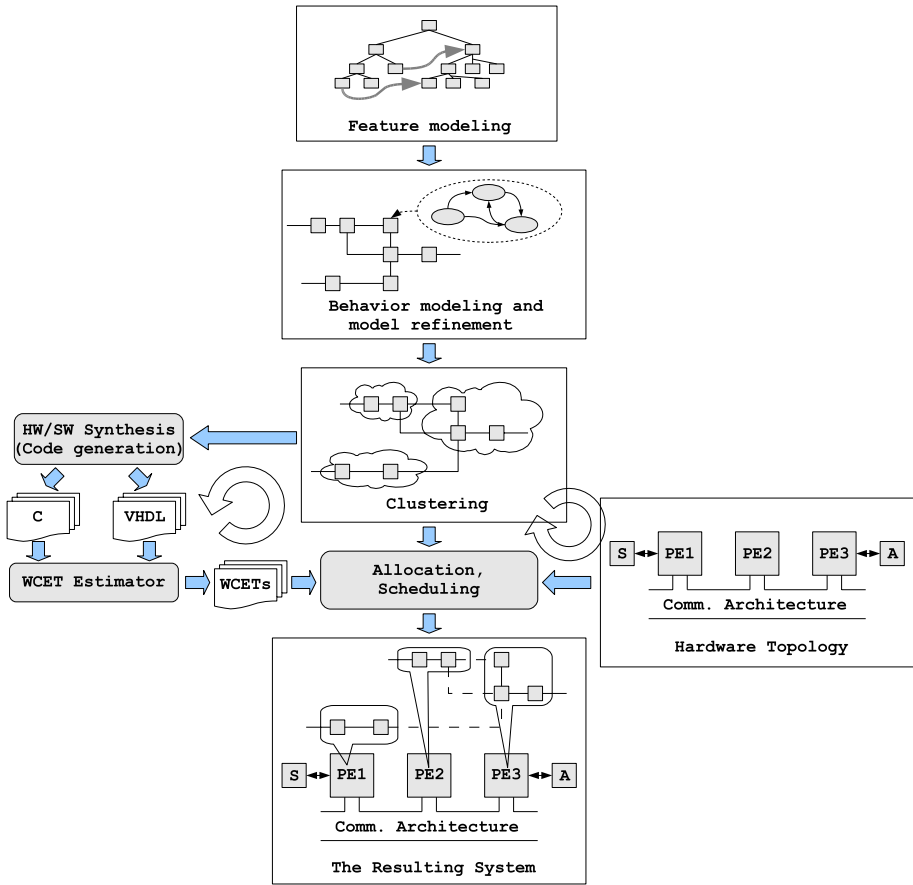 Feature modeling
Behavior modeling and
model refinement
Clustering
HW/SW Synthesis
(Code generation)
C
VHDL
WCET Estimator
WCETs
Allocation,
Scheduling
S
PE1
PE2
PE3
A
Comm. Architecture
Hardware Topology
S
PE1
PE2
PE3
A
Comm. Architecture
The Resulting System